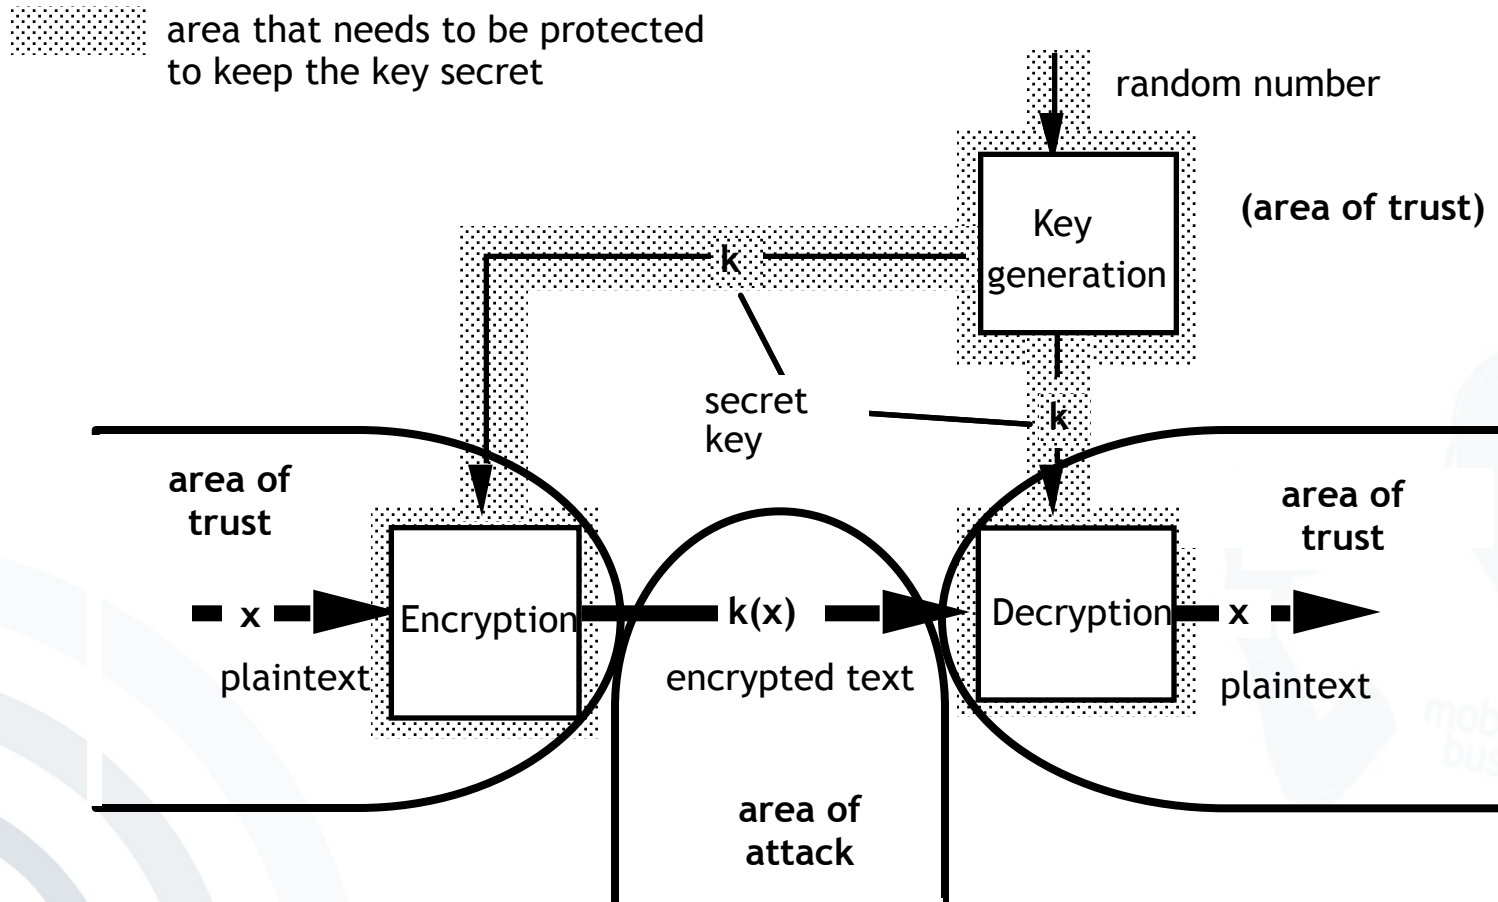 area that needs to be protected
to keep the key secret
random number
Key
generation
(area of trust)
k
secret
key
k
area of
trust
area of
trust
x
Encryption
k(x)
Decryption
x
plaintext
encrypted text
plaintext
area of
attack